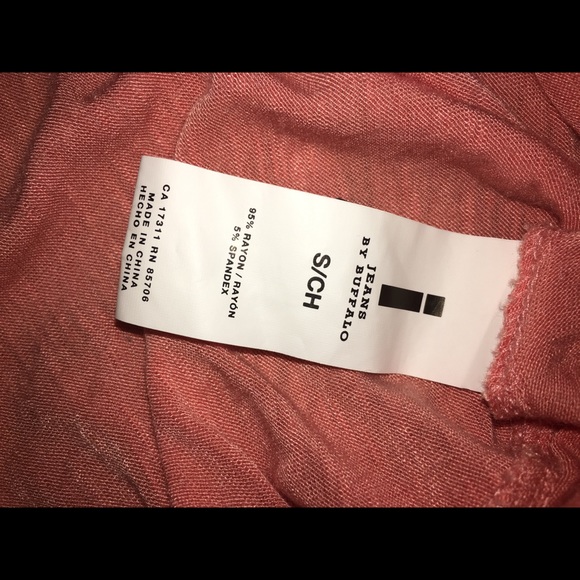 i
JEANS
BY BUFFALO
S/CH
95% RAYON/RAYON
5% SPANDEX
CA 17311 RN 85706
MADE IN CHINA
HECHO EN CHINA